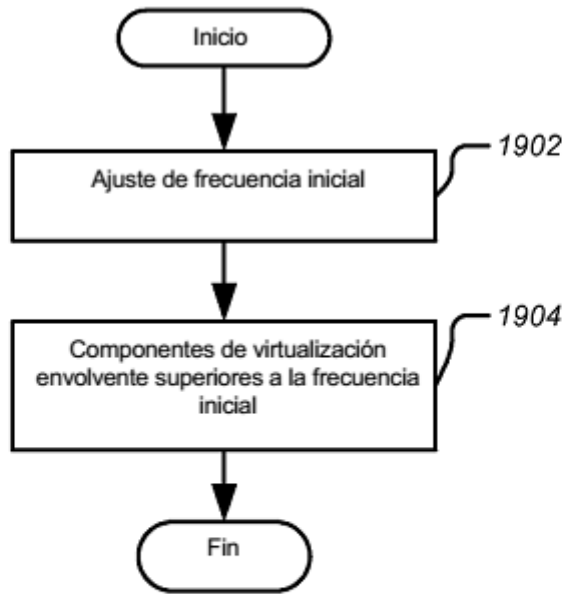 Inicio
1902
Ajuste de frecuencia inicial
1904
Componentes de virtualización
envolvente superiores a la frecuencia
inicial
Fin